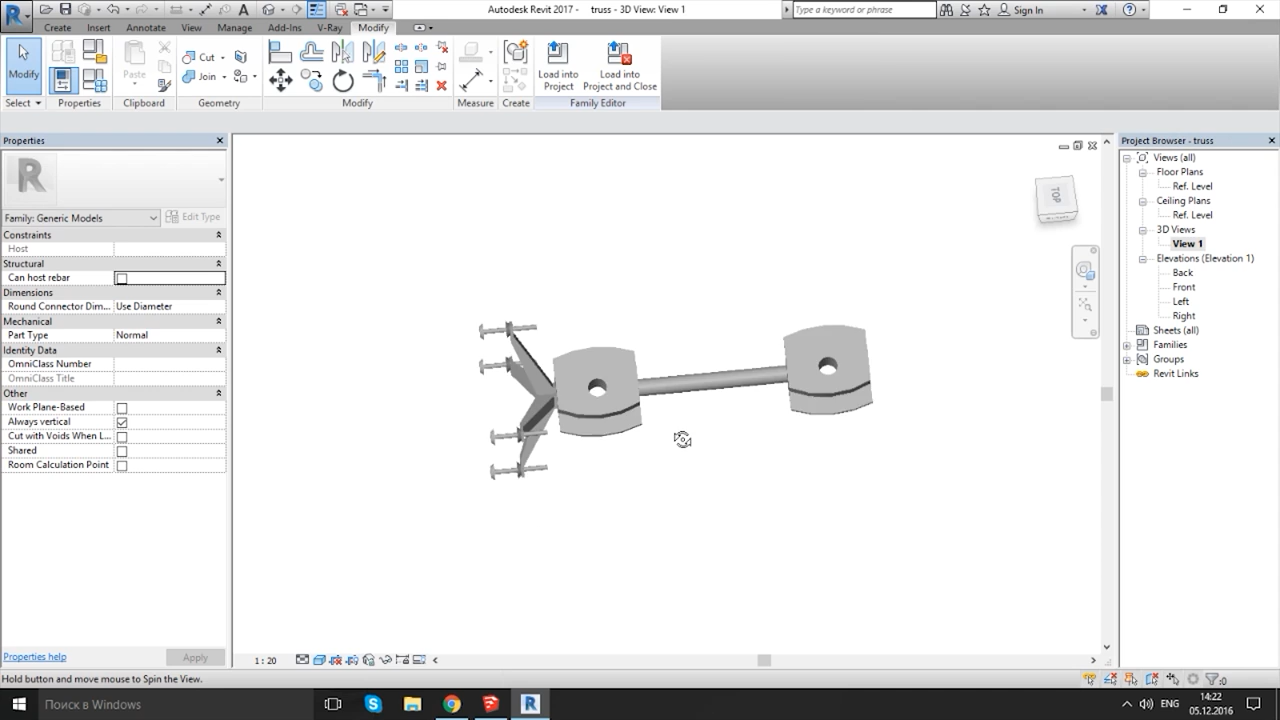 Autodesk Revit 2017 - truss - 3D View: View 1
Type a keyword or phrase
Sign In
Create Insert Annotate View Manage Add-Ins V-Ray Modify
Modify
Paste
Cut
Join
Load into Project
Load into Project and Close
Select Properties Clipboard Geometry Modify Measure Create Family Editor
Properties
R
Family: Generic Models
Edit Type
Constraints
Host
Structural
Can host rebar
Dimensions
Round Connector Dim... Use Diameter
Mechanical
Part Type Normal
Identity Data
OmniClass Number
OmniClass Title
Other
Work Plane-Based
Always vertical
Cut with Voids When L...
Shared
Room Calculation Point
Properties help
Apply
TOP
1 : 20
Project Browser - truss
Views (all)
Floor Plans
Ref. Level
Ceiling Plans
Ref. Level
3D Views
View 1
Elevations (Elevation 1)
Back
Front
Left
Right
Sheets (all)
Families
Groups
Revit Links
Hold button and move mouse to Spin the View.
:0
Поиск в Windows
ENG
14:22
05.12.2016